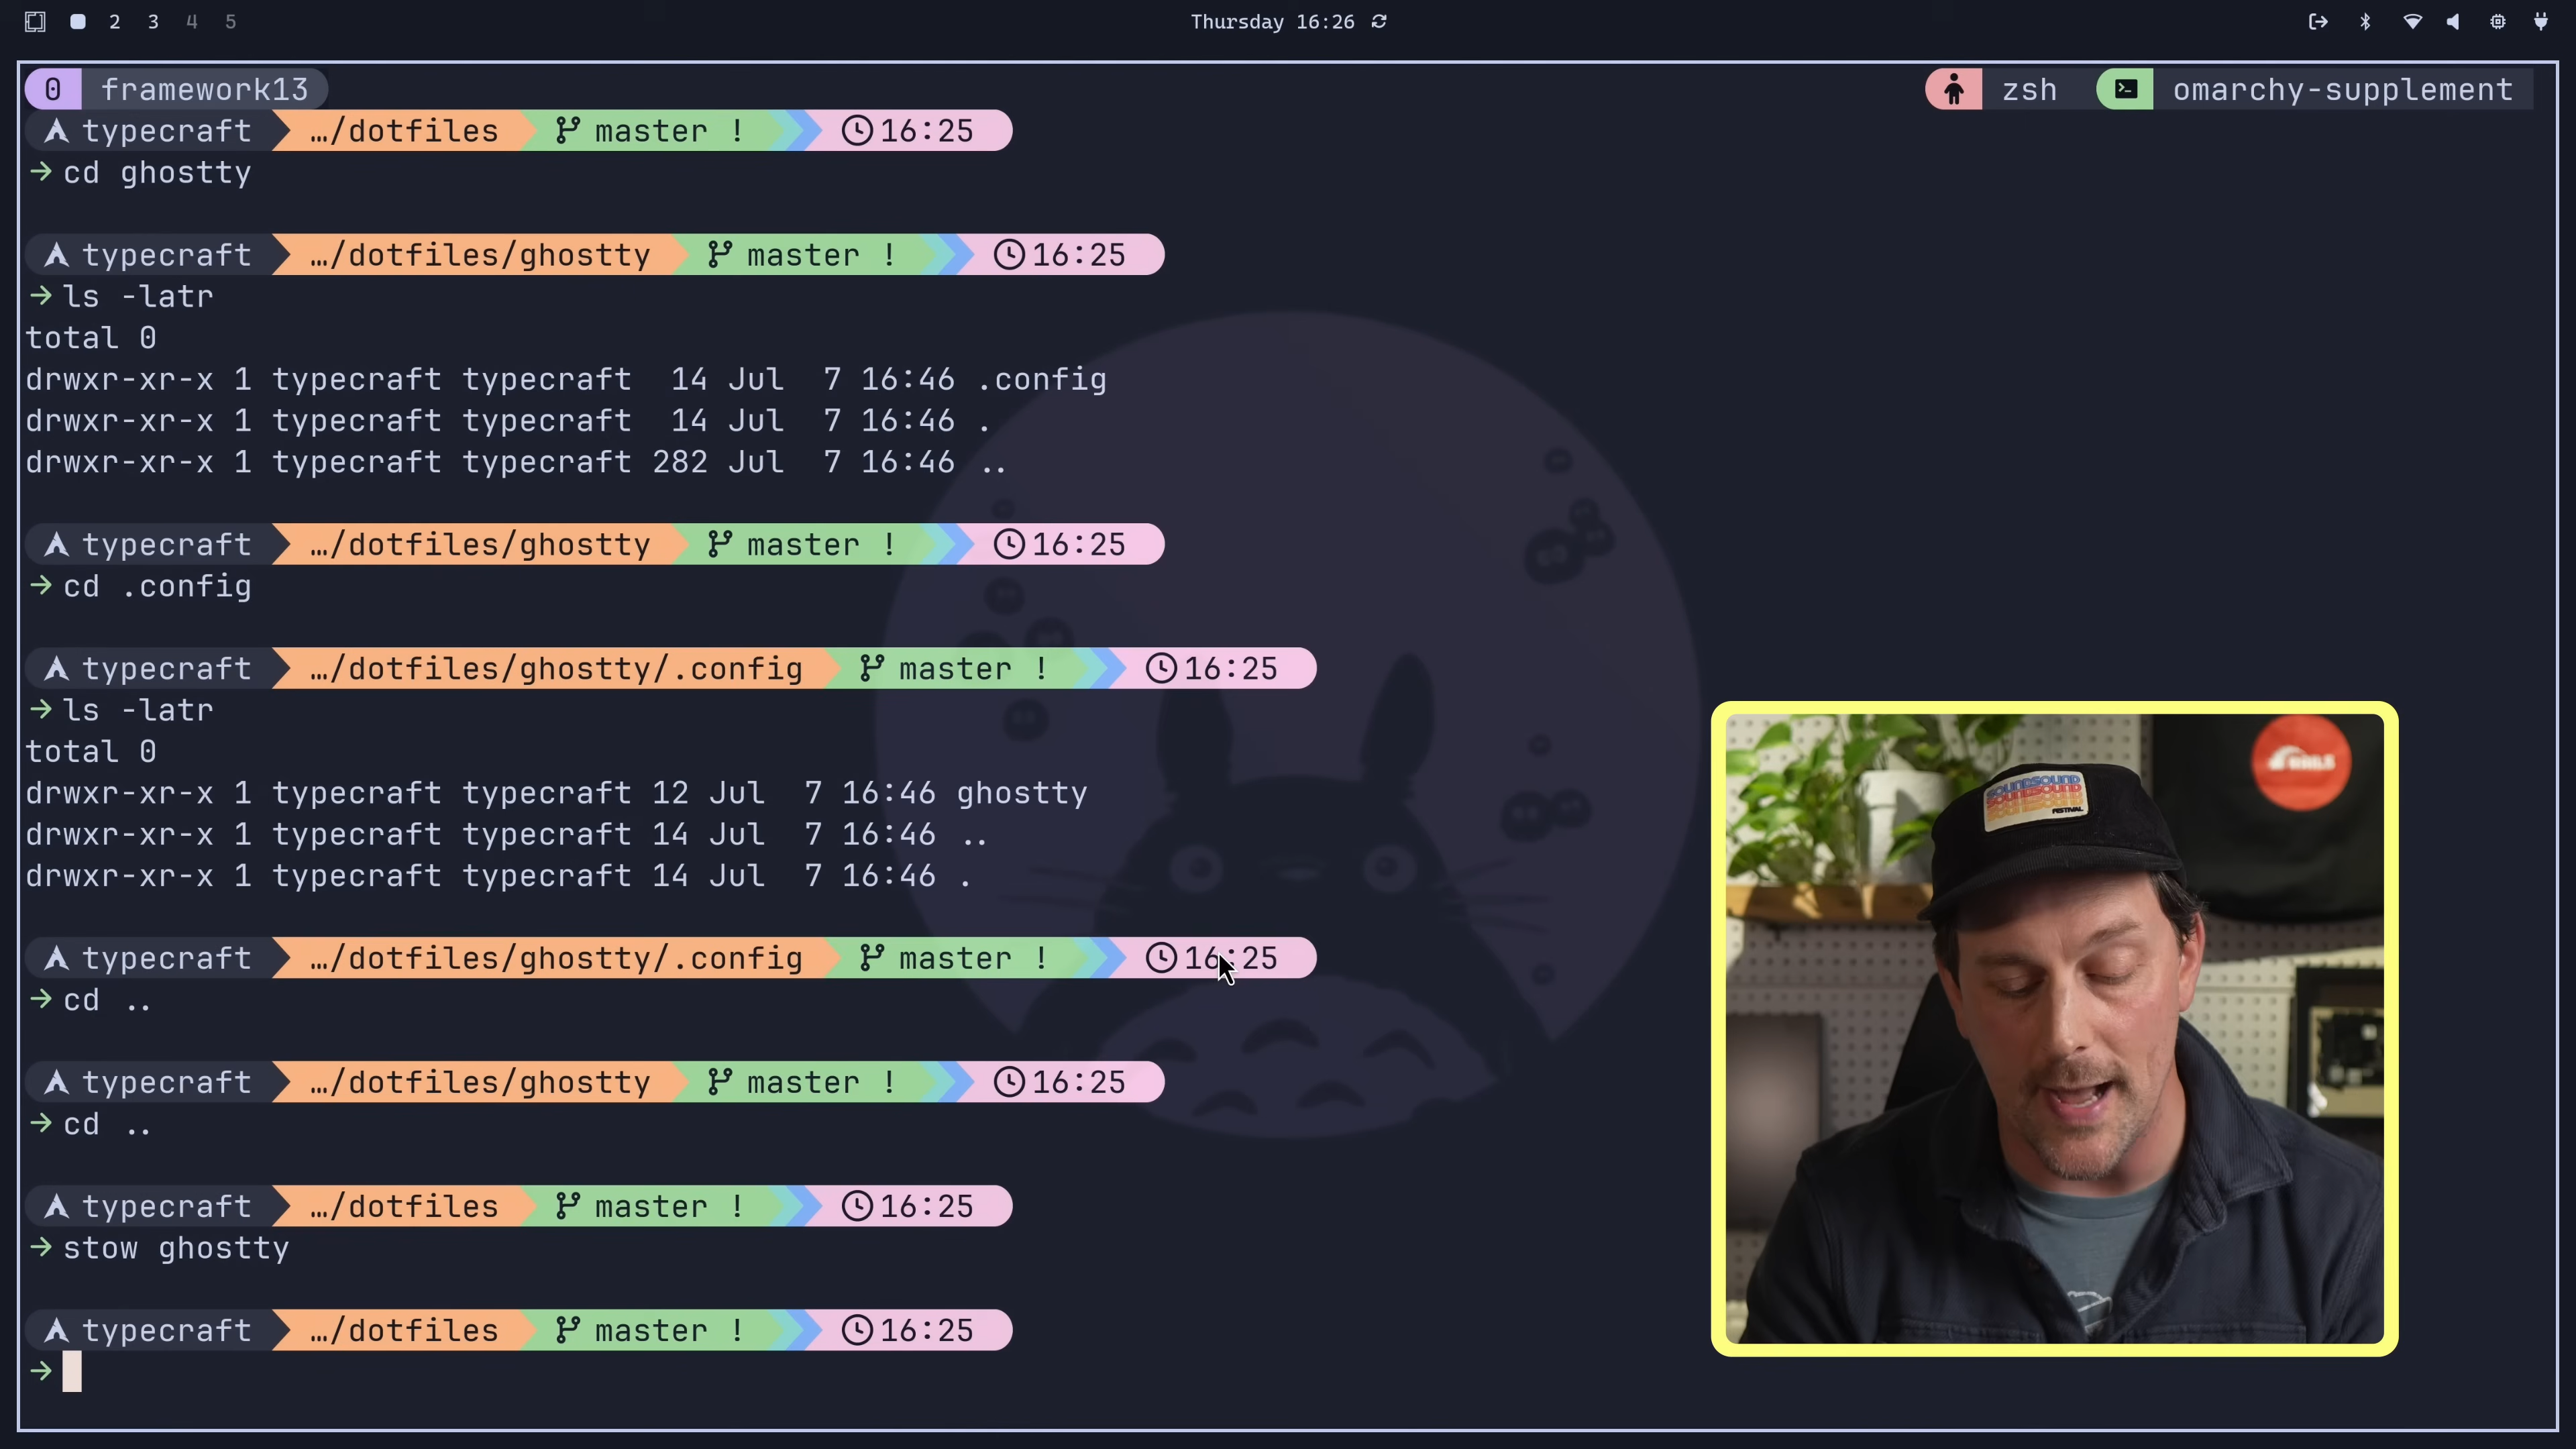 2 3 4 5 Thursday 16:26
0 framework13 zsh omarchy-supplement
typecraft …/dotfiles master ! 16:25
→ cd ghostty
typecraft …/dotfiles/ghostty master ! 16:25
→ ls -latr
total 0
drwxr-xr-x 1 typecraft typecraft  14 Jul  7 16:46 .config
drwxr-xr-x 1 typecraft typecraft  14 Jul  7 16:46 .
drwxr-xr-x 1 typecraft typecraft 282 Jul  7 16:46 ..
typecraft …/dotfiles/ghostty master ! 16:25
→ cd .config
typecraft …/dotfiles/ghostty/.config master ! 16:25
→ ls -latr
total 0
drwxr-xr-x 1 typecraft typecraft 12 Jul  7 16:46 ghostty
drwxr-xr-x 1 typecraft typecraft 14 Jul  7 16:46 ..
drwxr-xr-x 1 typecraft typecraft 14 Jul  7 16:46 .
typecraft …/dotfiles/ghostty/.config master ! 16:25
→ cd ..
typecraft …/dotfiles/ghostty master ! 16:25
→ cd ..
typecraft …/dotfiles master ! 16:25
→ stow ghostty
typecraft …/dotfiles master ! 16:25
→
SOUNDSOUND
SOUNDSOUND
SOUNDSOUND
FESTIVAL
RAILS